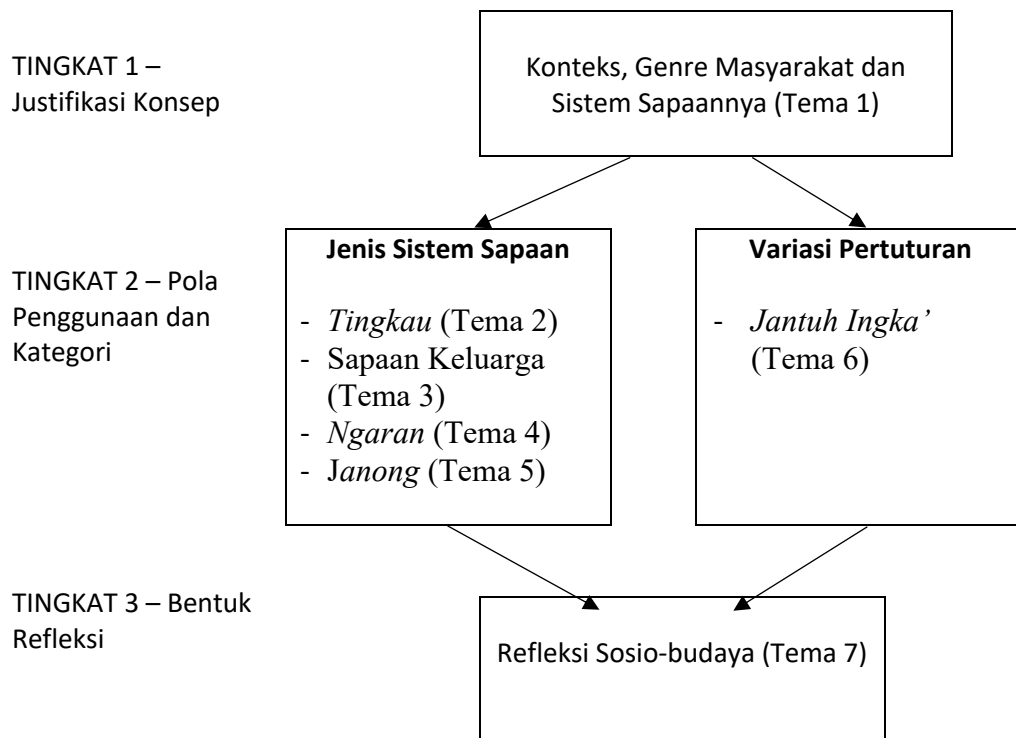 TINGKAT 1 –
Justifikasi Konsep
Konteks, Genre Masyarakat dan
Sistem Sapaannya (Tema 1)
TINGKAT 2 – Pola
Penggunaan dan
Kategori
Jenis Sistem Sapaan
- Tingkau (Tema 2)
- Sapaan Keluarga
(Tema 3)
- Ngaran (Tema 4)
- Janong (Tema 5)
Variasi Pertuturan
- Jantuh Ingka’
(Tema 6)
TINGKAT 3 – Bentuk
Refleksi
Refleksi Sosio-budaya (Tema 7)